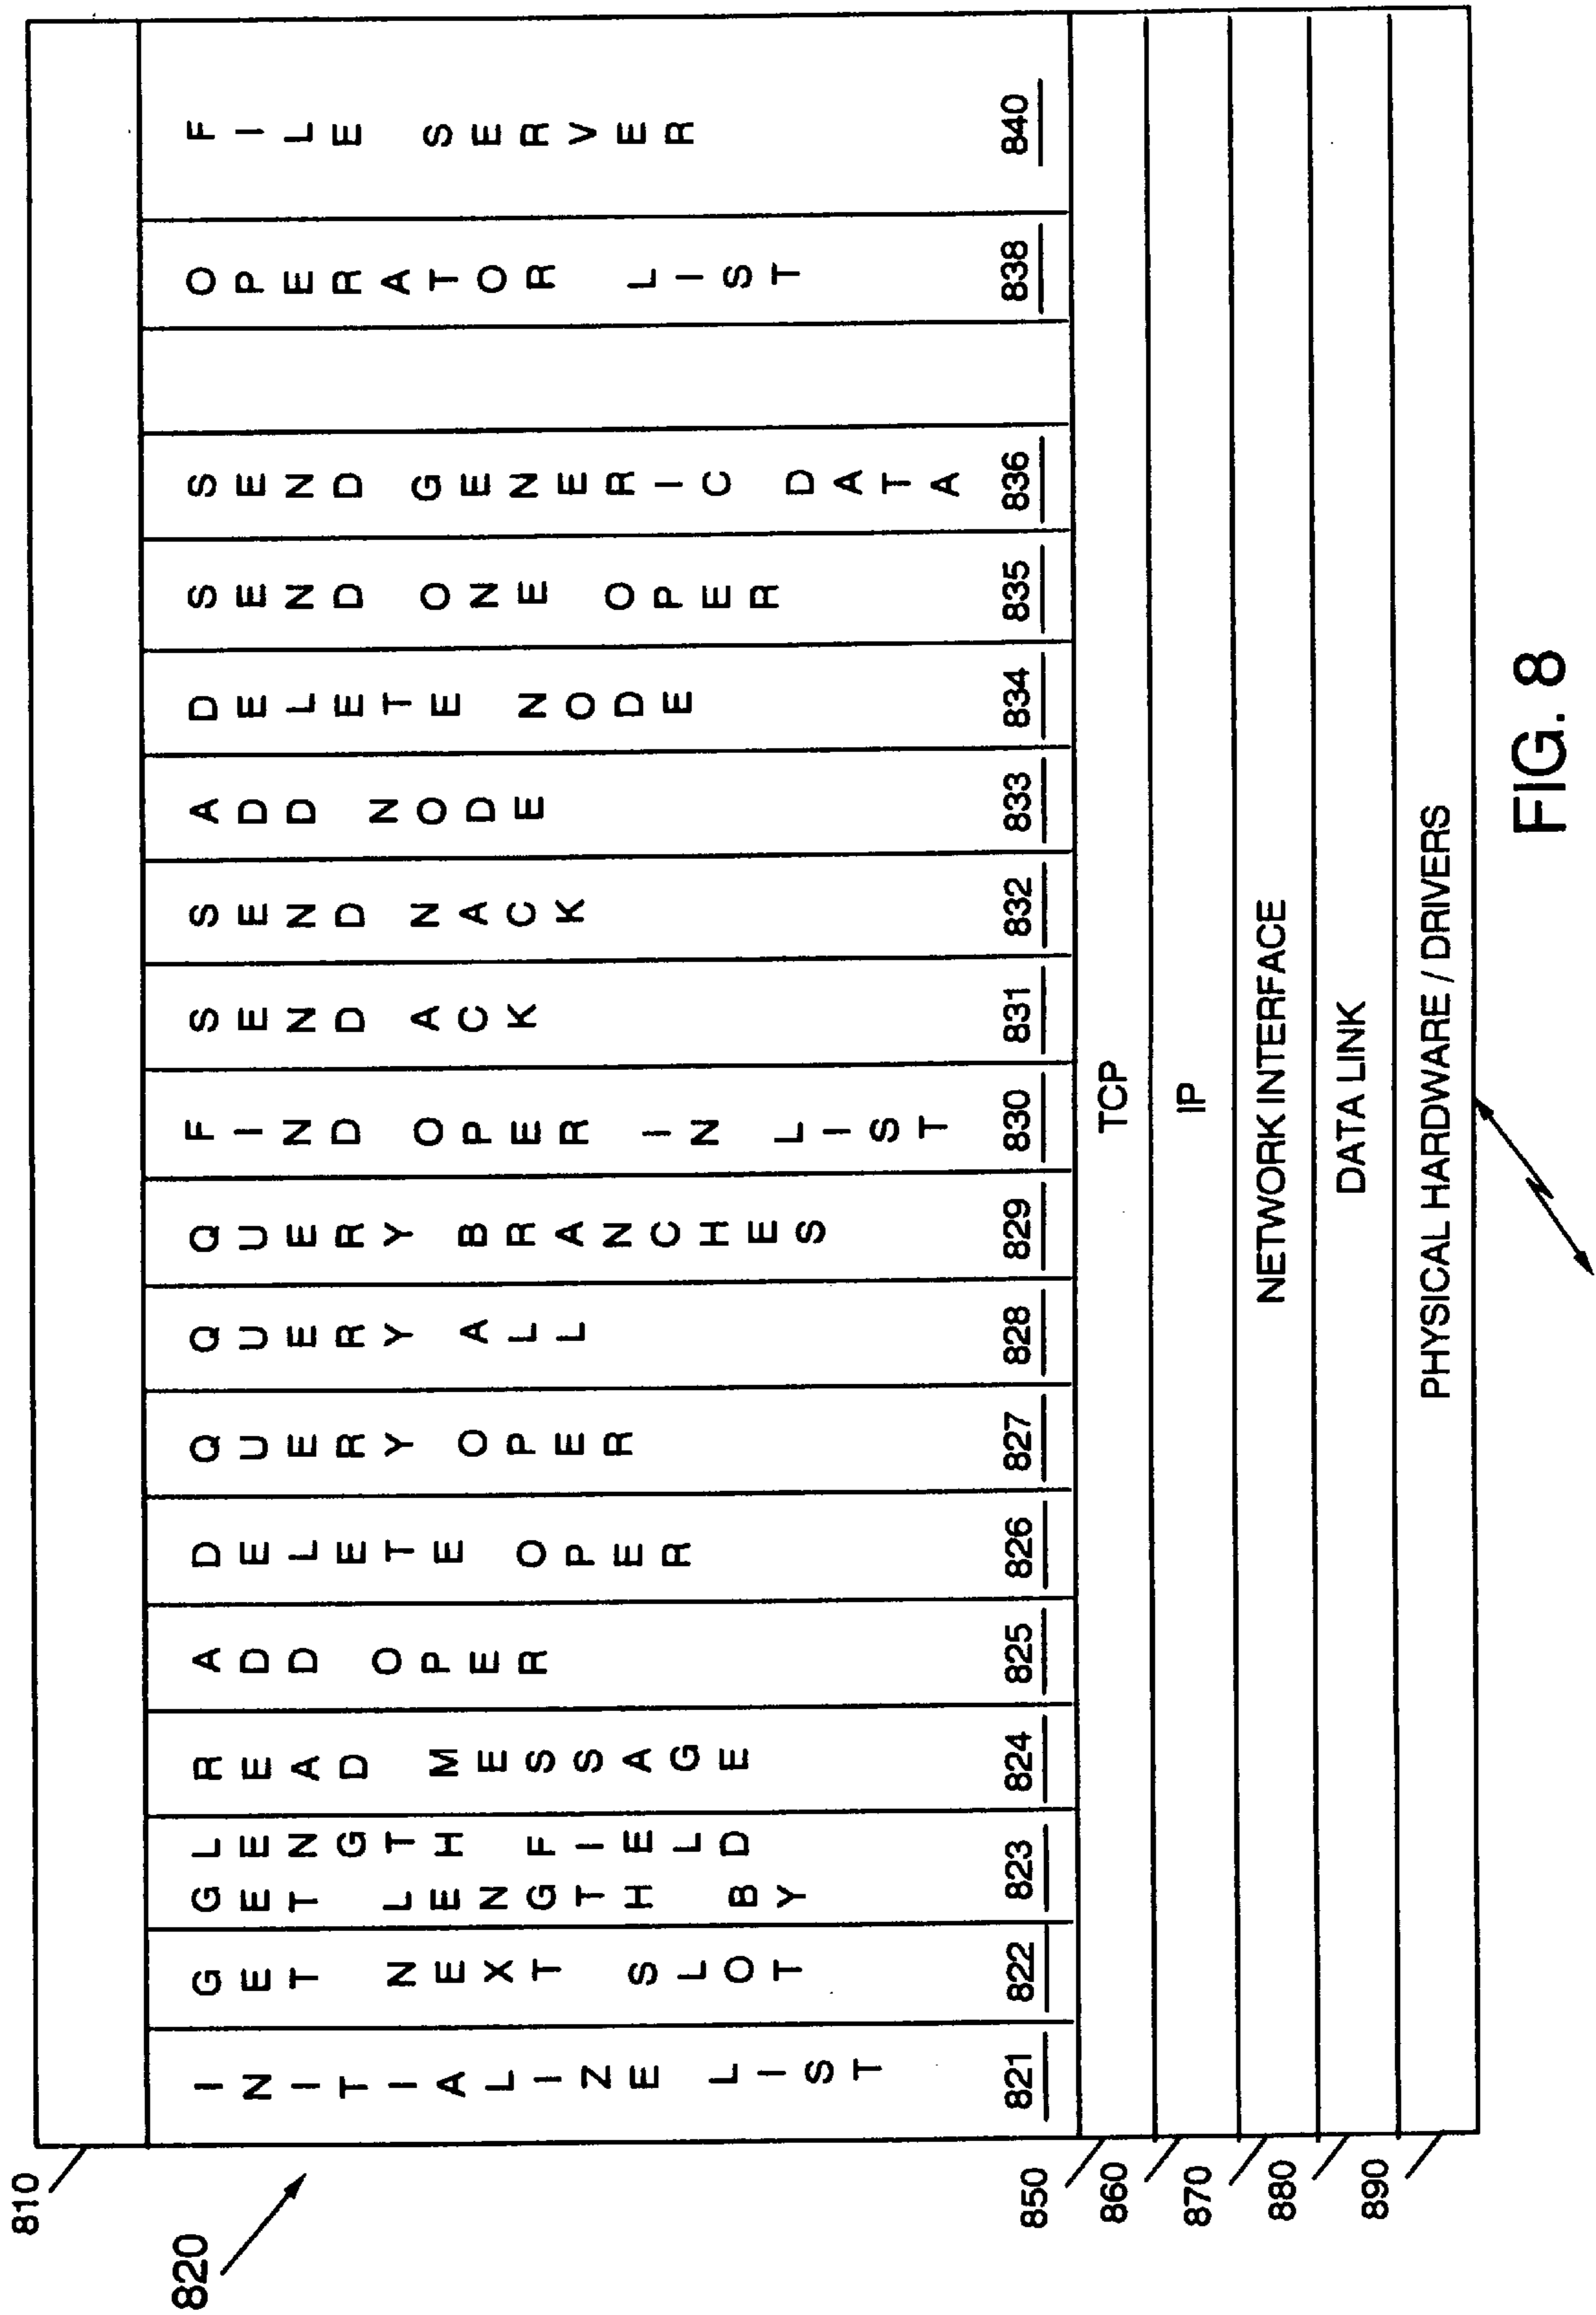 810
820
INITIALIZE LIST
821
GET NEXT SLOT
822
GET LENGTH BY
LENGTH FIELD
823
READ MESSAGE
824
ADD OPER
825
DELETE OPER
826
QUERY OPER
827
QUERY ALL
828
QUERY BRANCHES
829
FIND OPER IN LIST
830
SEND ACK
831
SEND NACK
832
ADD NODE
833
DELETE NODE
834
SEND ONE OPER
835
SEND GENERIC DATA
836
OPERATOR LIST
838
FILE SERVER
840
850
TCP
860
IP
870
NETWORK INTERFACE
880
DATA LINK
890
PHYSICAL HARDWARE / DRIVERS
FIG. 8